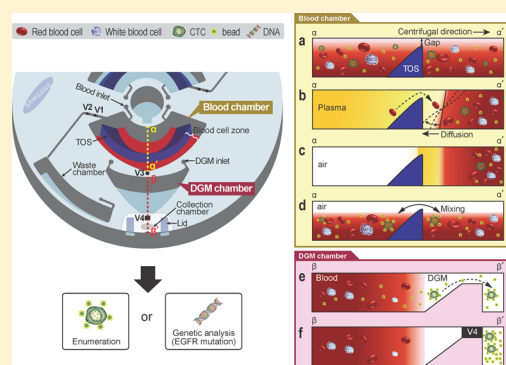 Red blood cell
White blood cell
CTC
bead
DNA
SAMSUNG
Blood inlet
V2 V1
Blood chamber
α
TOS
Blood cell zone
α'
Waste chamber
V3
β
DGM inlet
DGM chamber
Collection chamber
V4
β'
Lid
Enumeration
or
Genetic analysis
(EGFR mutation)
Blood chamber
a
α
Centrifugal direction
α'
Gap
TOS
b
Plasma
Diffusion
c
air
d
air
Mixing
DGM chamber
β
β'
e
Blood
DGM
f
V4